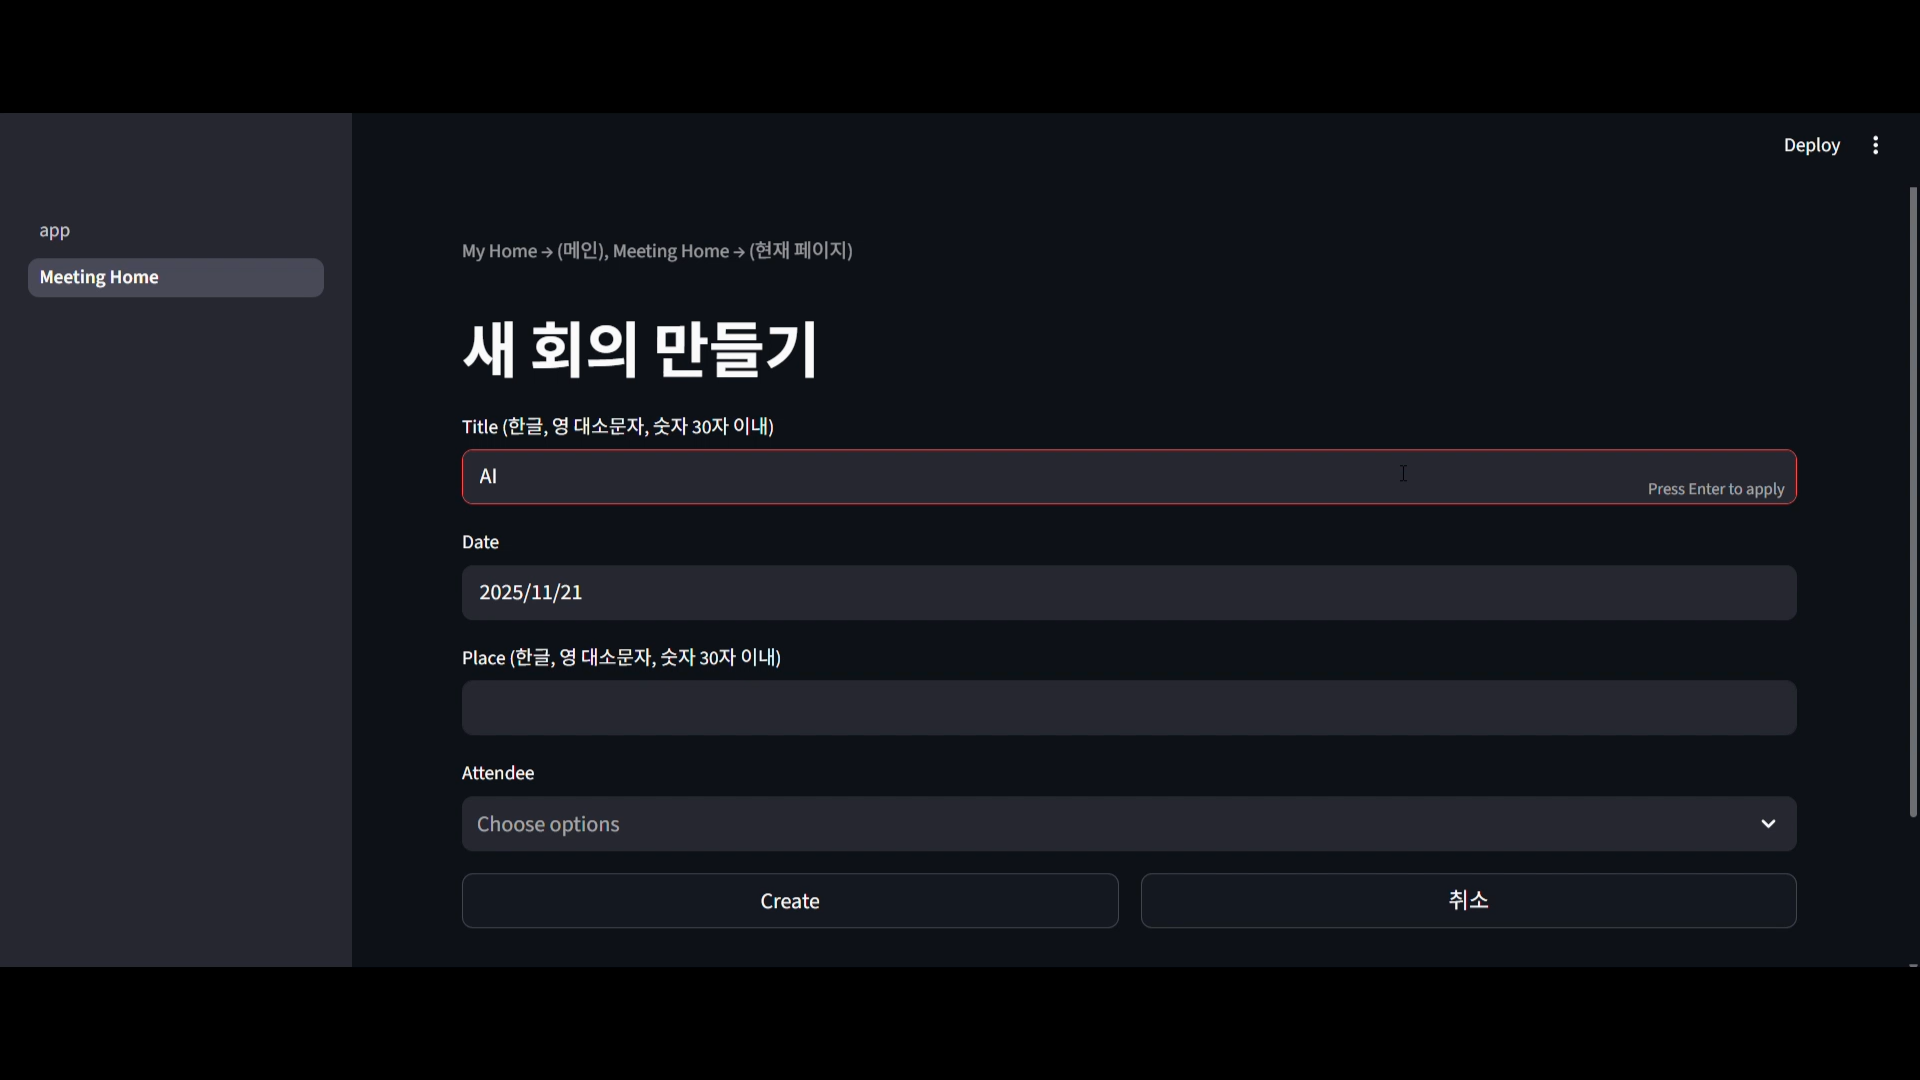 Deploy
app
Meeting Home
My Home → (메인), Meeting Home → (현재 페이지)
새 회의 만들기
Title (한글, 영 대소문자, 숫자 30자 이내)
AI
Press Enter to apply
Date
2025/11/21
Place (한글, 영 대소문자, 숫자 30자 이내)
Attendee
Choose options
Create
취소